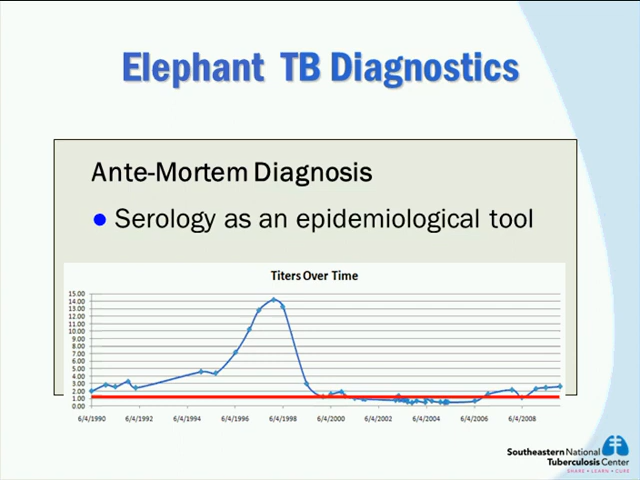 Elephant TB Diagnostics
Ante-Mortem Diagnosis
● Serology as an epidemiological tool
Titers Over Time
15.00
14.00
13.00
12.00
11.00
10.00
9.00
8.00
7.00
6.00
5.00
4.00
3.00
2.00
1.00
0.00
6/4/1990 6/4/1992 6/4/1994 6/4/1996 6/4/1998 6/4/2000 6/4/2002 6/4/2004 6/4/2006 6/4/2008
Southeastern National
Tuberculosis Center
SHARE • LEARN • CURE